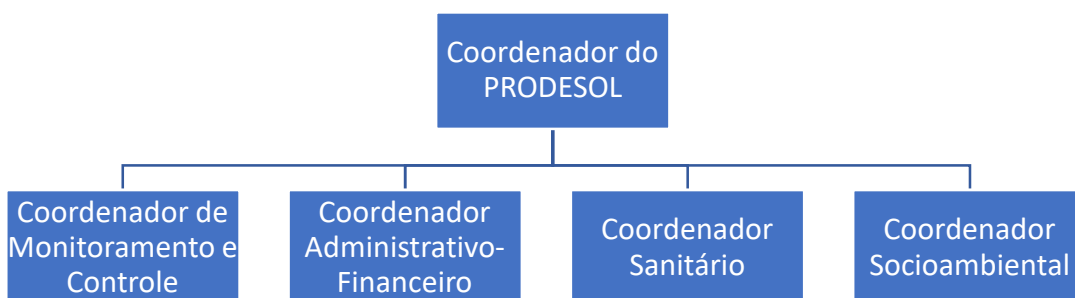 Coordenador do
PRODESOL
Coordenador de
Monitoramento e
Controle
Coordenador
Administrativo-
Financeiro
Coordenador
Sanitário
Coordenador
Socioambiental